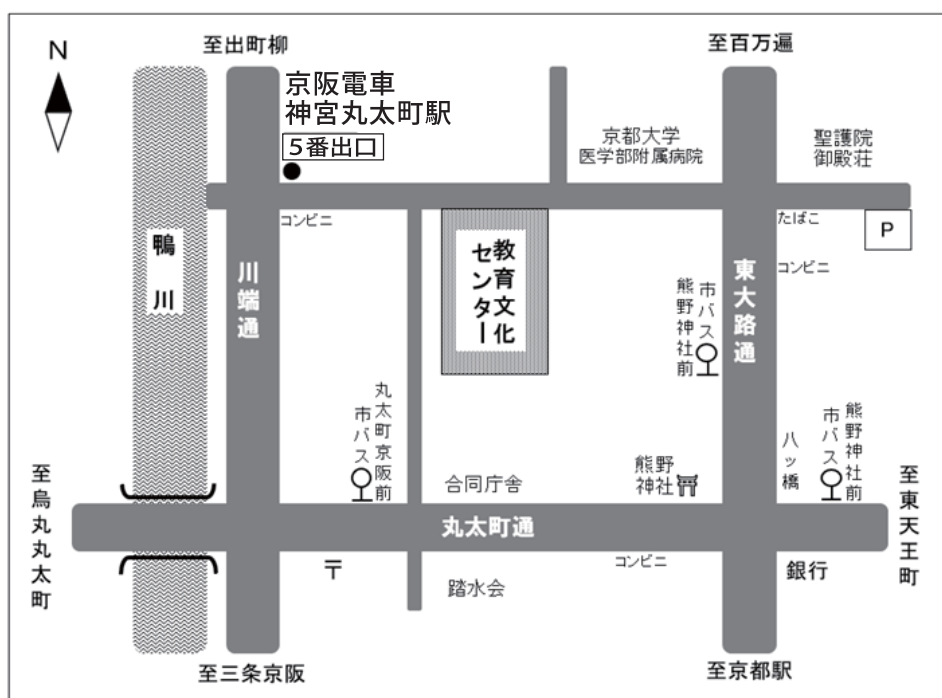 至出町柳
至百万遍
N
京阪電車
神宮丸太町駅
5番出口
京都大学
医学部附属病院
聖護院
御殿荘
コンビニ
たばこ
P
鴨川
川端通
教育文化
センター
東大路通
コンビニ
市バス
熊野神社前
丸太町京阪前
市バス
合同庁舎
熊野
神社
八ッ橋
熊野神社前
市バス
至烏丸丸太町
丸太町通
至東天王町
〒
コンビニ
銀行
踏水会
至三条京阪
至京都駅